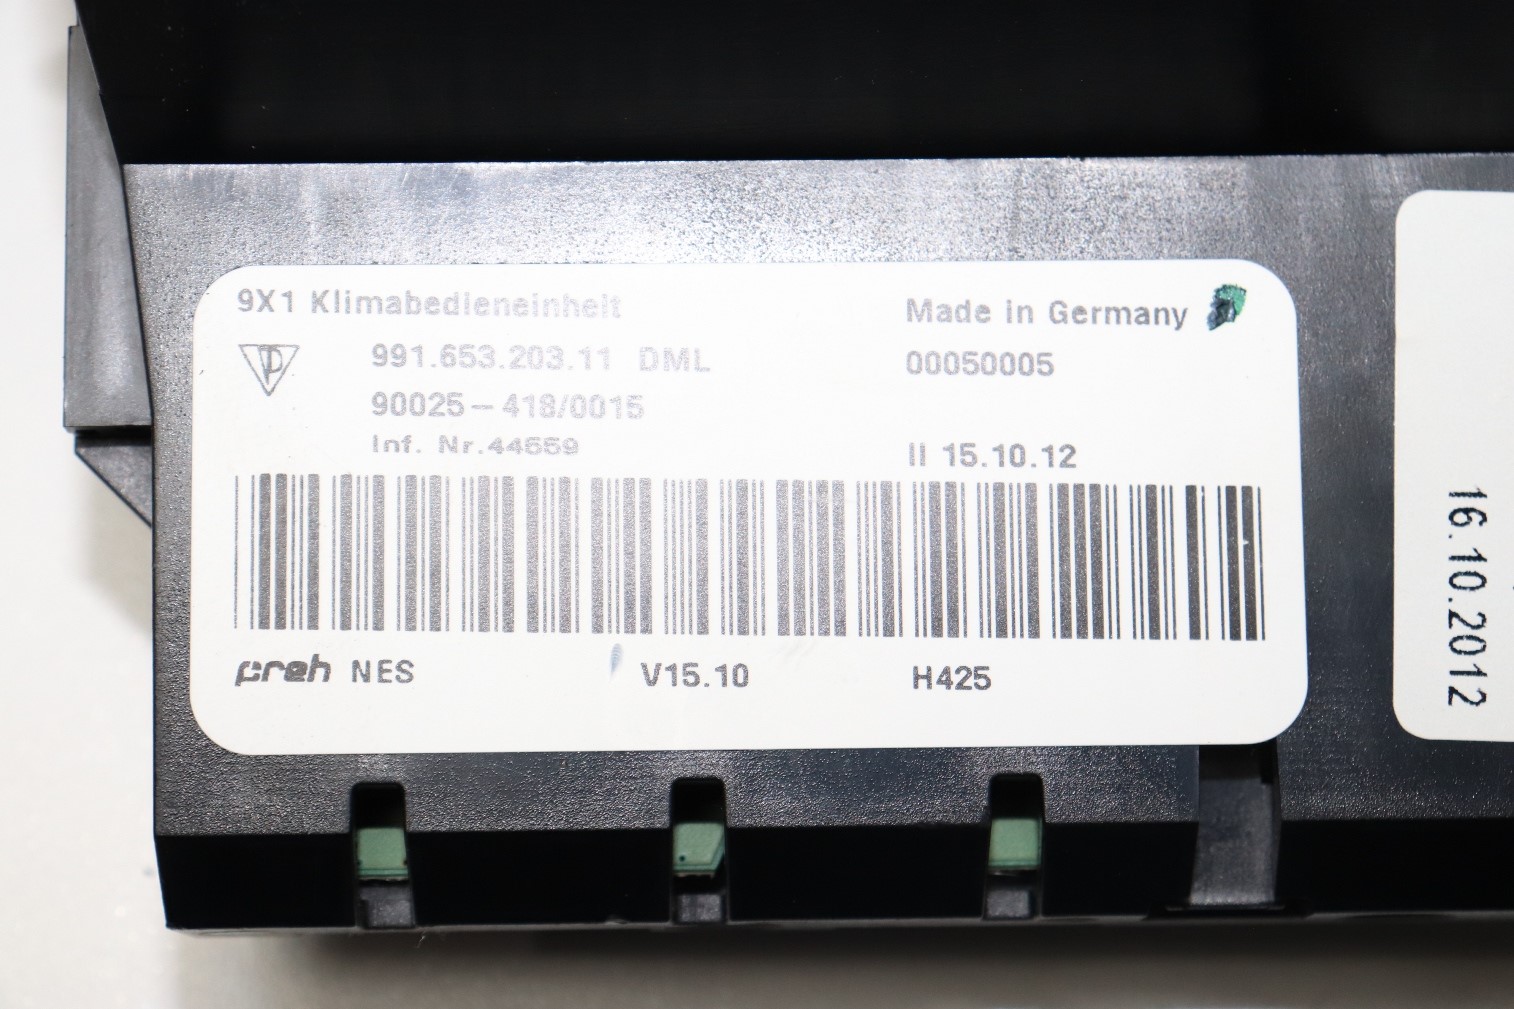 9X1 Klimabedieneinheit
Made in Germany
991.653.203.11 DML
00050005
90025-418/0015
Inf. Nr.44559
II 15.10.12
preh NES
V15.10
H425
16.10.2012